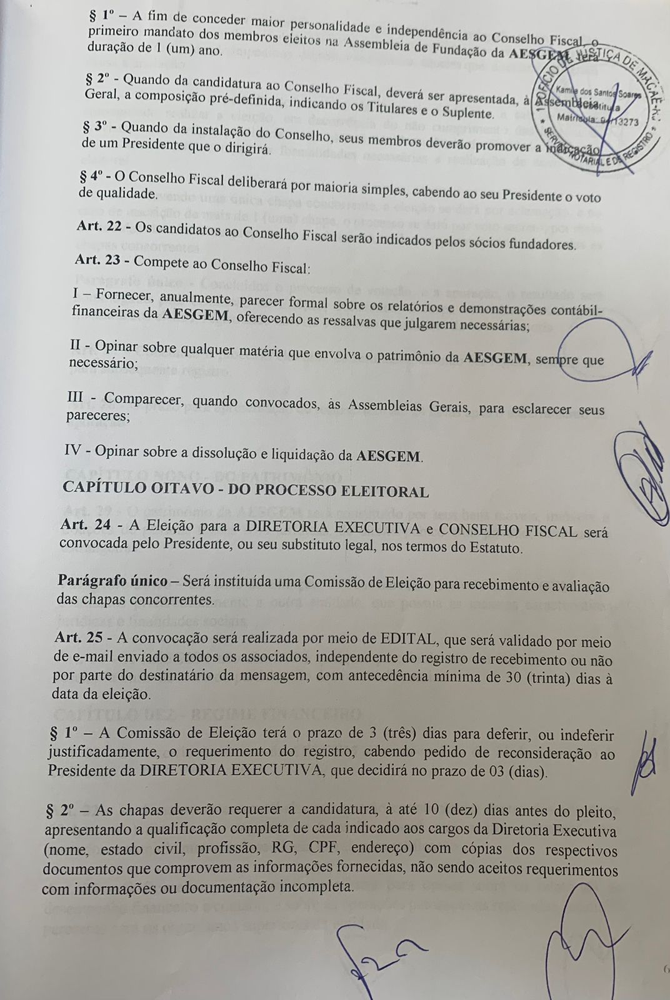 § 1º – A fim de conceder maior personalidade e independência ao Conselho Fiscal, o
primeiro mandato dos membros eleitos na Assembleia de Fundação da AESGEM, terá
duração de 1 (um) ano.
§ 2º - Quando da candidatura ao Conselho Fiscal, deverá ser apresentada, à Assembleia
Geral, a composição pré-definida, indicando os Titulares e o Suplente.
§ 3º - Quando da instalação do Conselho, seus membros deverão promover a indicação
de um Presidente que o dirigirá.
1º OFÍCIO DE JUSTIÇA DE MACAÉ-RJ
Kamila dos Santos Soares
Substituta
Matrícula: 94/13273
* SERVIÇO NOTARIAL E DE REGISTRO *
§ 4º - O Conselho Fiscal deliberará por maioria simples, cabendo ao seu Presidente o voto
de qualidade.
Art. 22 - Os candidatos ao Conselho Fiscal serão indicados pelos sócios fundadores.
Art. 23 - Compete ao Conselho Fiscal:
I – Fornecer, anualmente, parecer formal sobre os relatórios e demonstrações contábil-
financeiras da AESGEM, oferecendo as ressalvas que julgarem necessárias;
II - Opinar sobre qualquer matéria que envolva o patrimônio da AESGEM, sempre que
necessário;
III - Comparecer, quando convocados, às Assembleias Gerais, para esclarecer seus
pareceres;
IV - Opinar sobre a dissolução e liquidação da AESGEM.
CAPÍTULO OITAVO - DO PROCESSO ELEITORAL
Art. 24 - A Eleição para a DIRETORIA EXECUTIVA e CONSELHO FISCAL será
convocada pelo Presidente, ou seu substituto legal, nos termos do Estatuto.
Parágrafo único – Será instituída uma Comissão de Eleição para recebimento e avaliação
das chapas concorrentes.
Art. 25 - A convocação será realizada por meio de EDITAL, que será validado por meio
de e-mail enviado a todos os associados, independente do registro de recebimento ou não
por parte do destinatário da mensagem, com antecedência mínima de 30 (trinta) dias à
data da eleição.
§ 1º – A Comissão de Eleição terá o prazo de 3 (três) dias para deferir, ou indeferir
justificadamente, o requerimento do registro, cabendo pedido de reconsideração ao
Presidente da DIRETORIA EXECUTIVA, que decidirá no prazo de 03 (dias).
§ 2º – As chapas deverão requerer a candidatura, à até 10 (dez) dias antes do pleito,
apresentando a qualificação completa de cada indicado aos cargos da Diretoria Executiva
(nome, estado civil, profissão, RG, CPF, endereço) com cópias dos respectivos
documentos que comprovem as informações fornecidas, não sendo aceitos requerimentos
com informações ou documentação incompleta.